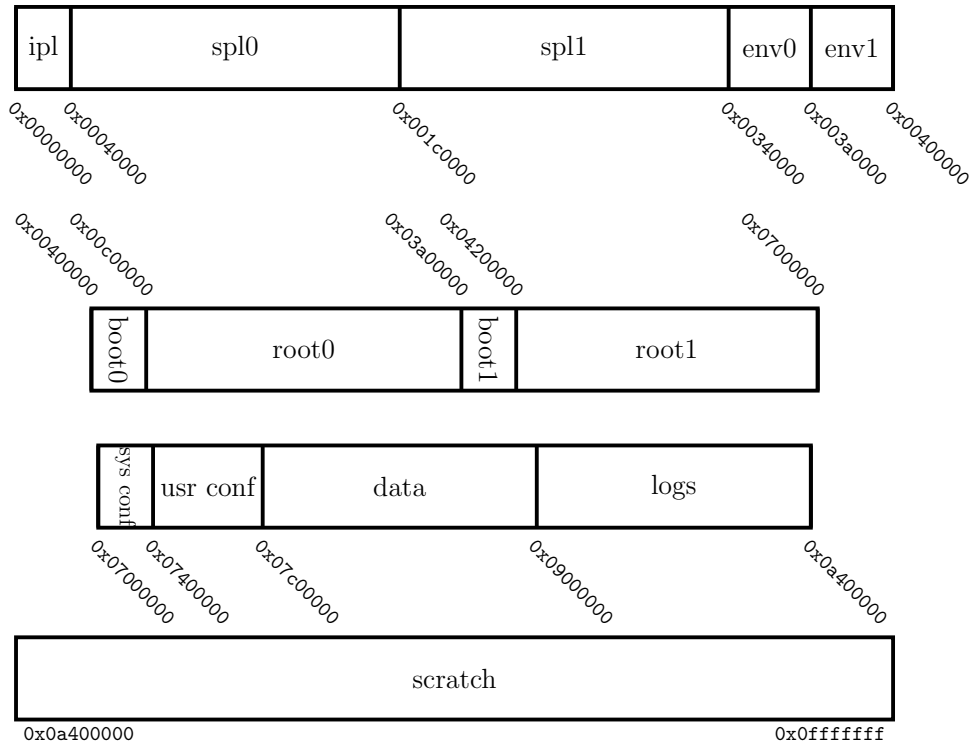 ipl spl0 spl1 env0 env1
0x00000000 0x00040000 0x001c0000 0x00340000 0x003a0000 0x00400000
0x00400000 0x00c00000 0x03a00000 0x04200000 0x07000000
boot0 root0 boot1 root1
sys conf usr conf data logs
0x07000000 0x07400000 0x07c00000 0x09000000 0x0a400000
scratch
0x0a400000 0x0fffffff